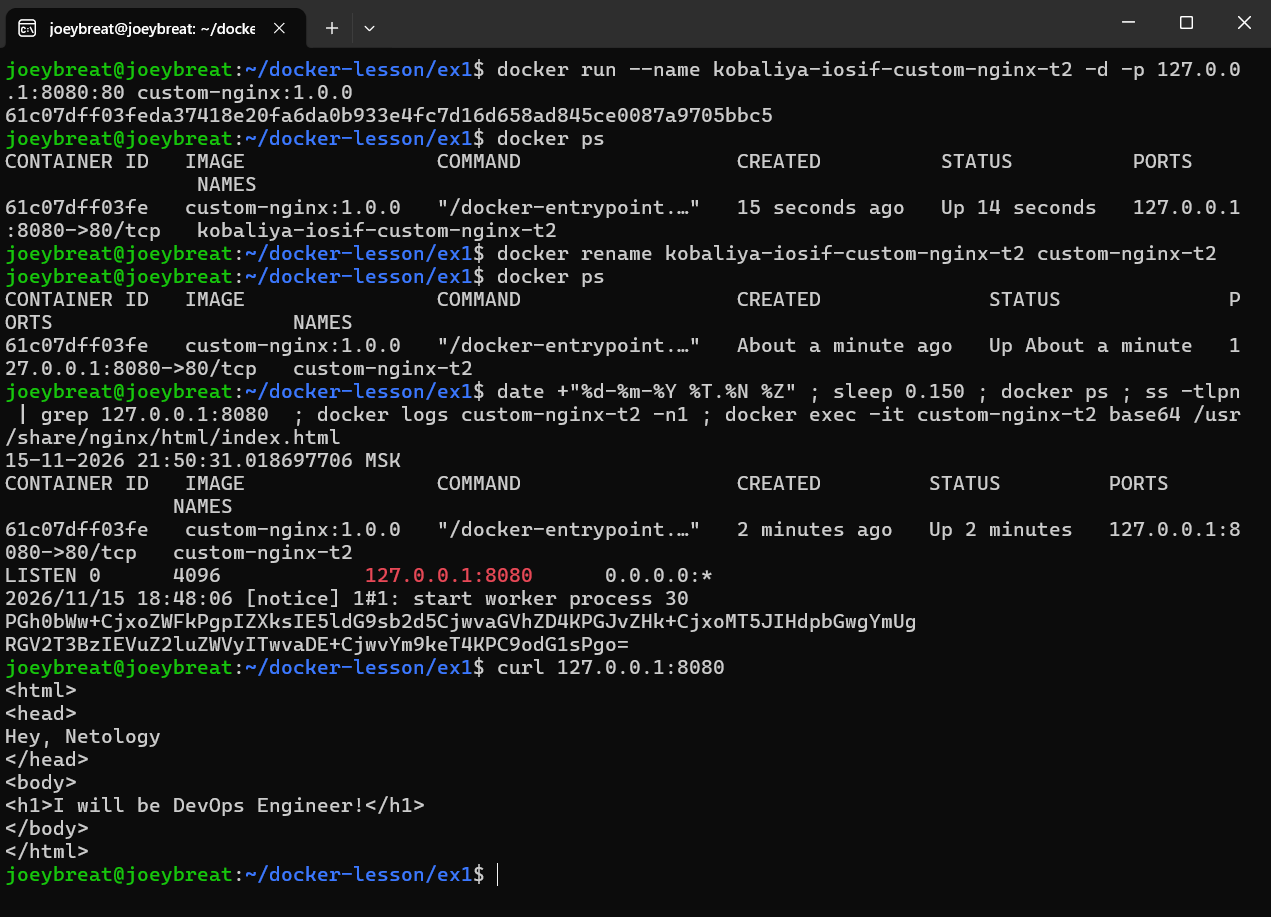 joeybreat@joeybreat: ~/docke
joeybreat@joeybreat:~/docker-lesson/ex1$ docker run --name kobaliya-iosif-custom-nginx-t2 -d -p 127.0.0
.1:8080:80 custom-nginx:1.0.0
61c07dff03feda37418e20fa6da0b933e4fc7d16d658ad845ce0087a9705bbc5
joeybreat@joeybreat:~/docker-lesson/ex1$ docker ps
CONTAINER ID   IMAGE                COMMAND                  CREATED          STATUS          PORTS
                NAMES
61c07dff03fe   custom-nginx:1.0.0   "/docker-entrypoint.…"   15 seconds ago   Up 14 seconds   127.0.0.1
:8080->80/tcp   kobaliya-iosif-custom-nginx-t2
joeybreat@joeybreat:~/docker-lesson/ex1$ docker rename kobaliya-iosif-custom-nginx-t2 custom-nginx-t2
joeybreat@joeybreat:~/docker-lesson/ex1$ docker ps
CONTAINER ID   IMAGE                COMMAND                  CREATED              STATUS              P
ORTS                    NAMES
61c07dff03fe   custom-nginx:1.0.0   "/docker-entrypoint.…"   About a minute ago   Up About a minute   1
27.0.0.1:8080->80/tcp   custom-nginx-t2
joeybreat@joeybreat:~/docker-lesson/ex1$ date +"%d-%m-%Y %T.%N %Z" ; sleep 0.150 ; docker ps ; ss -tlpn
 | grep 127.0.0.1:8080  ; docker logs custom-nginx-t2 -n1 ; docker exec -it custom-nginx-t2 base64 /usr
/share/nginx/html/index.html
15-11-2026 21:50:31.018697706 MSK
CONTAINER ID   IMAGE                COMMAND                  CREATED         STATUS         PORTS
              NAMES
61c07dff03fe   custom-nginx:1.0.0   "/docker-entrypoint.…"   2 minutes ago   Up 2 minutes   127.0.0.1:8
080->80/tcp   custom-nginx-t2
LISTEN 0      4096            127.0.0.1:8080      0.0.0.0:*
2026/11/15 18:48:06 [notice] 1#1: start worker process 30
PGh0bWw+CjxoZWFkPgpIZXksIE5ldG9sb2d5CjwvaGVhZD4KPGJvZHk+CjxoMT5JIHdpbGwgYmUg
RGV2T3BzIEVuZ2luZWVyITwvaDE+CjwvYm9keT4KPC9odG1sPgo=
joeybreat@joeybreat:~/docker-lesson/ex1$ curl 127.0.0.1:8080
<html>
<head>
Hey, Netology
</head>
<body>
<h1>I will be DevOps Engineer!</h1>
</body>
</html>
joeybreat@joeybreat:~/docker-lesson/ex1$